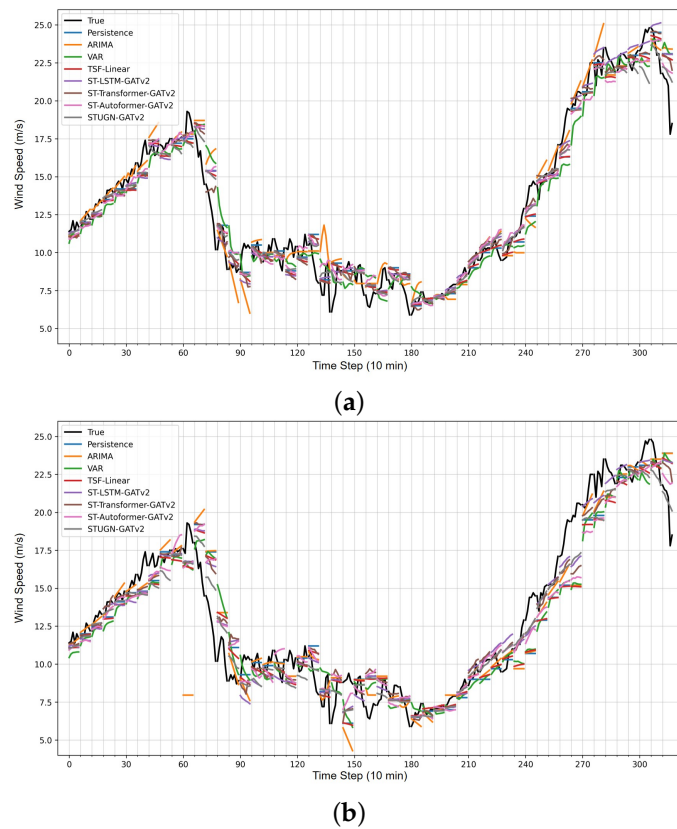 True
Persistence
ARIMA
VAR
TSF-Linear
ST-LSTM-GATv2
ST-Transformer-GATv2
ST-Autoformer-GATv2
STUGN-GATv2
Wind Speed (m/s)
25.0
22.5
20.0
17.5
15.0
12.5
10.0
7.5
5.0
0 30 60 90 120 150 180 210 240 270 300
Time Step (10 min)
(a)
True
Persistence
ARIMA
VAR
TSF-Linear
ST-LSTM-GATv2
ST-Transformer-GATv2
ST-Autoformer-GATv2
STUGN-GATv2
Wind Speed (m/s)
25.0
22.5
20.0
17.5
15.0
12.5
10.0
7.5
5.0
0 30 60 90 120 150 180 210 240 270 300
Time Step (10 min)
(b)